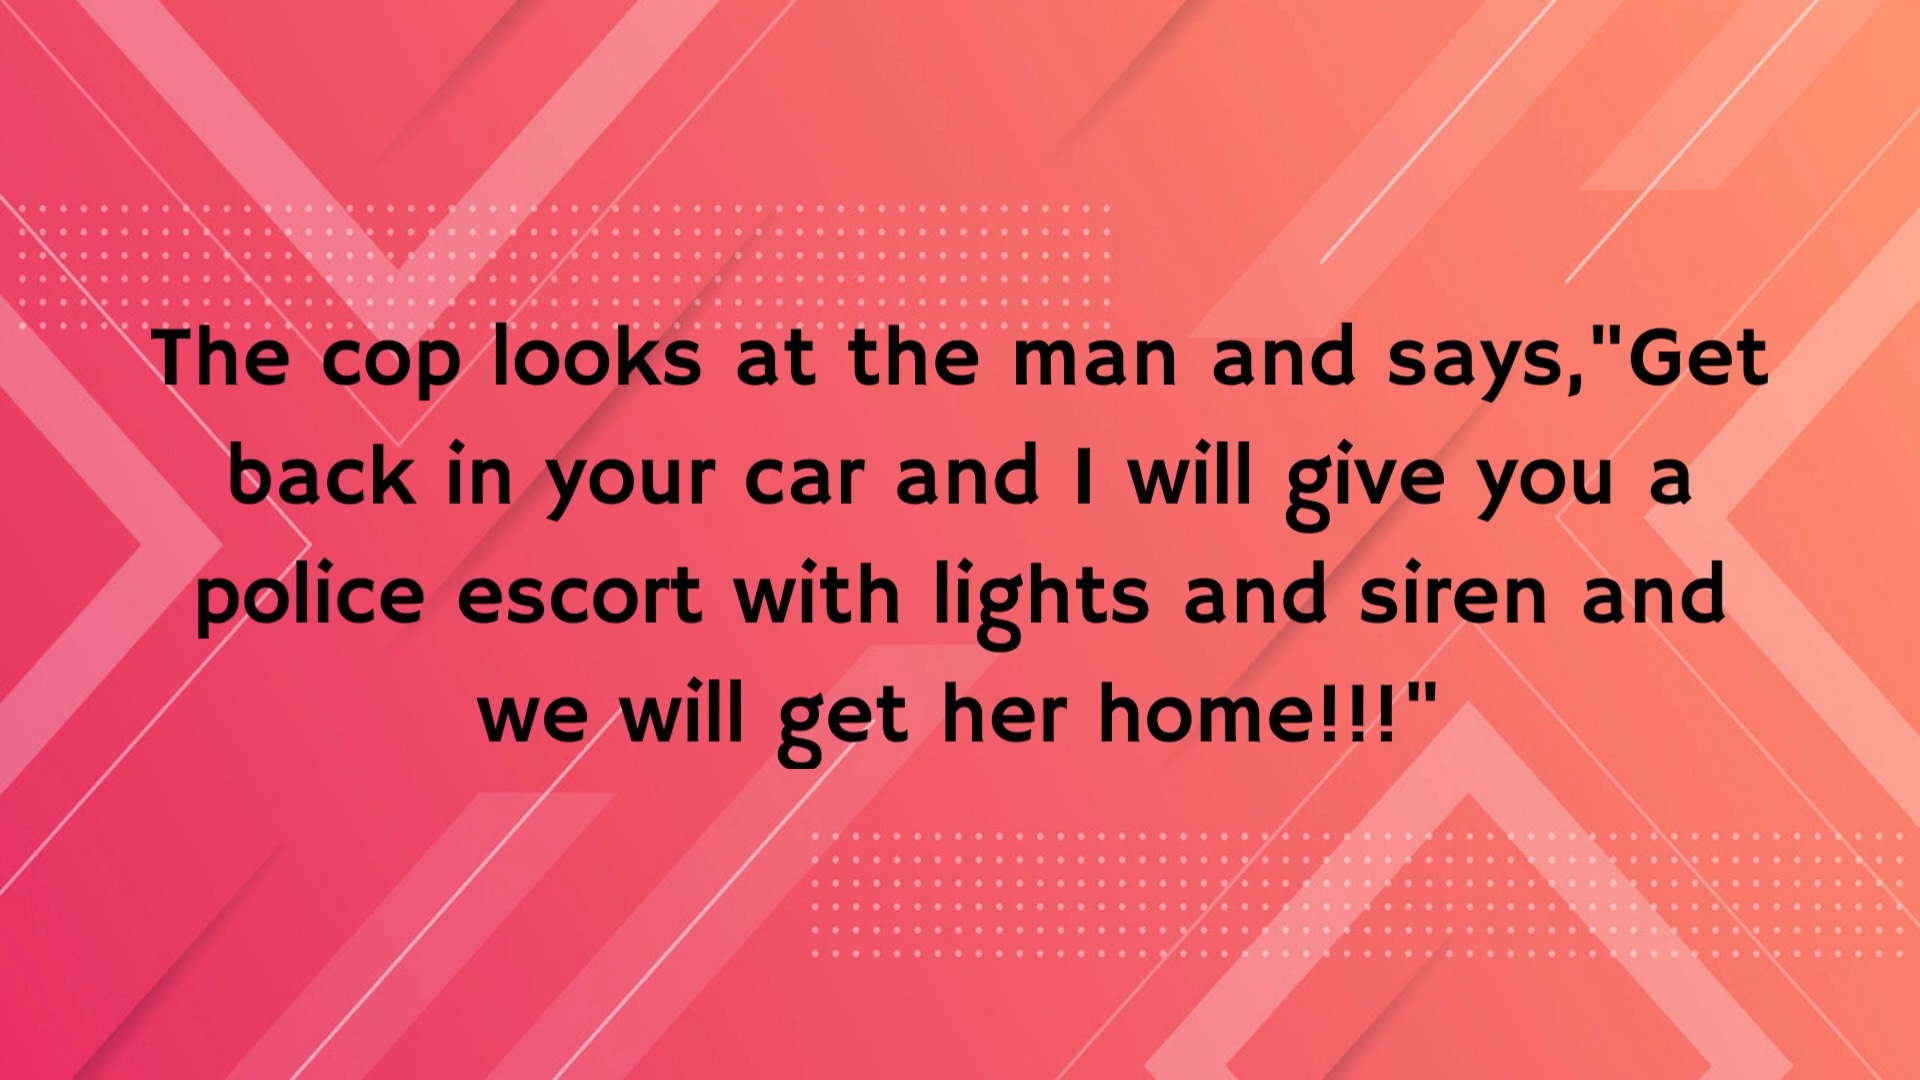 The cop looks at the man and says,"Get
back in your car and I will give you a
police escort with lights and siren and
we will get her home!!!"